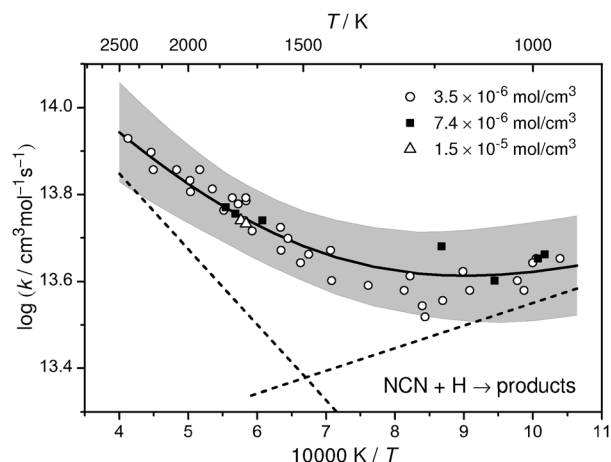 T / K
2500 2000 1500 1000
14.0
13.8
13.6
13.4
log (k / cm³mol⁻¹s⁻¹)
3.5 × 10⁻⁶ mol/cm³
7.4 × 10⁻⁶ mol/cm³
1.5 × 10⁻⁵ mol/cm³
NCN + H → products
4 5 6 7 8 9 10 11
10000 K / T